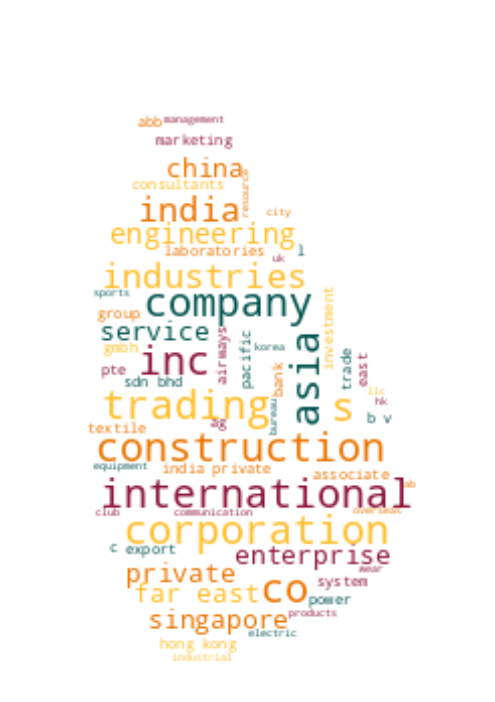 abb management
marketing
china
consultants
resource
india
city
engineering
laboratories l
uk
industries
sports
company
group
service
investment
gmbh
inc
airways
pacific
korea
asia
trade
east
pte
sdn bhd
bank
llc
hk
trading
s
b v
bureau
ag
textile
construction
equipment
india private
associate
ab
international
club
communication
overseas
corporation
c export
enterprise
wear
private
system
far east
co
power
products
singapore
electric
hong kong
industrial